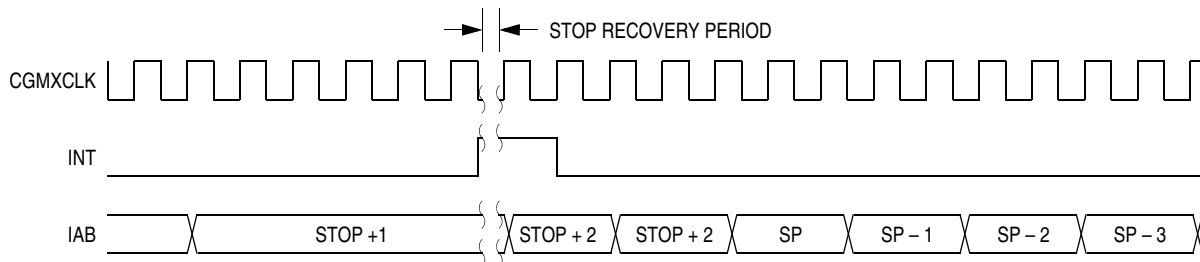 STOP RECOVERY PERIOD
CGMXCLK
INT
IAB STOP +1 STOP + 2 STOP + 2 SP SP – 1 SP – 2 SP – 3